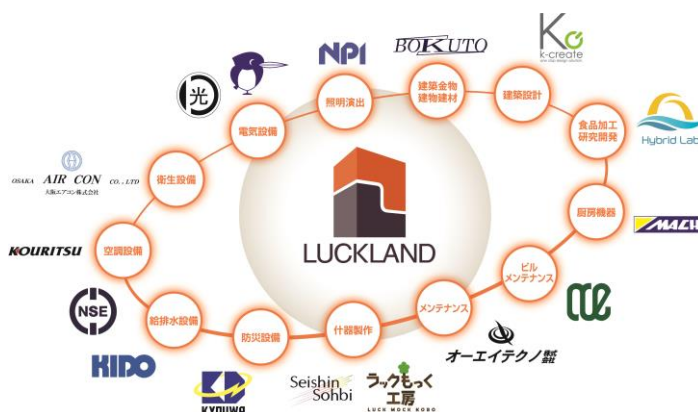 NPI
BOKUTO
K
k-create
光
照明演出
建築金物
建物建材
建築設計
電気設備
食品加工
研究開発
Hybrid Lab
OSAKA AIR CON CO.,LTD
大阪エアコン株式会社
衛生設備
厨房機器
KOURITSU
空調設備
LUCKLAND
ビル
メンテナンス
NSE
給排水設備
メンテナンス
防災設備
什器製作
オーエイテクノ株式会社
KIDO
KYOUWA
Seishin
Sohbi
ラックもっく
工房
LUCK MOCK KOBO